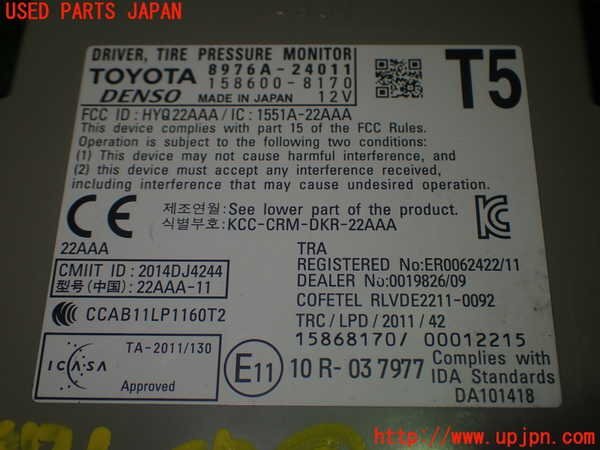 USED PARTS JAPAN
DRIVER, TIRE PRESSURE MONITOR
TOYOTA 8976A-24011
DENSO 158600-8170
MADE IN JAPAN 12V
T5
FCC ID : HYQ22AAA / IC : 1551A-22AAA
This device complies with part 15 of the FCC Rules.
Operation is subject to the following two conditions:
(1) This device may not cause harmful interference, and
(2) this device must accept any interference received,
including interference that may cause undesired operation.
CE
제조연월: See lower part of product.
식별부호: KCC-CRM-DKR-22AAA
KC
22AAA
CMIIT ID : 2014DJ4244
型号(中国) : 22AAA-11
CCAB11LP1160T2
TRA
REGISTERED No:ER0062422/11
DEALER No:0019826/09
COFETEL RLVDE2211-0092
TRC / LPD / 2011 / 42
15868170/ 00012215
ICASA
TA-2011/130
Approved
E11 10 R- 03 7977
Complies with
IDA Standards
DA101418
http://www.upjpn.com